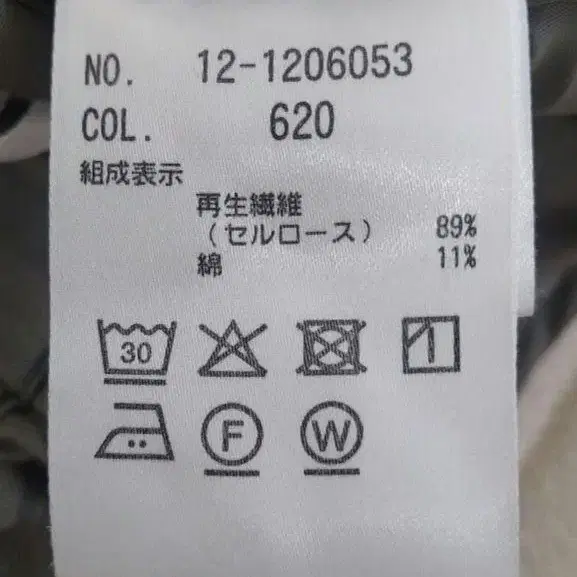 NO. 12-1206053
COL. 620
組成表示
再生繊維
(セルロース) 89%
綿 11%
30
F W